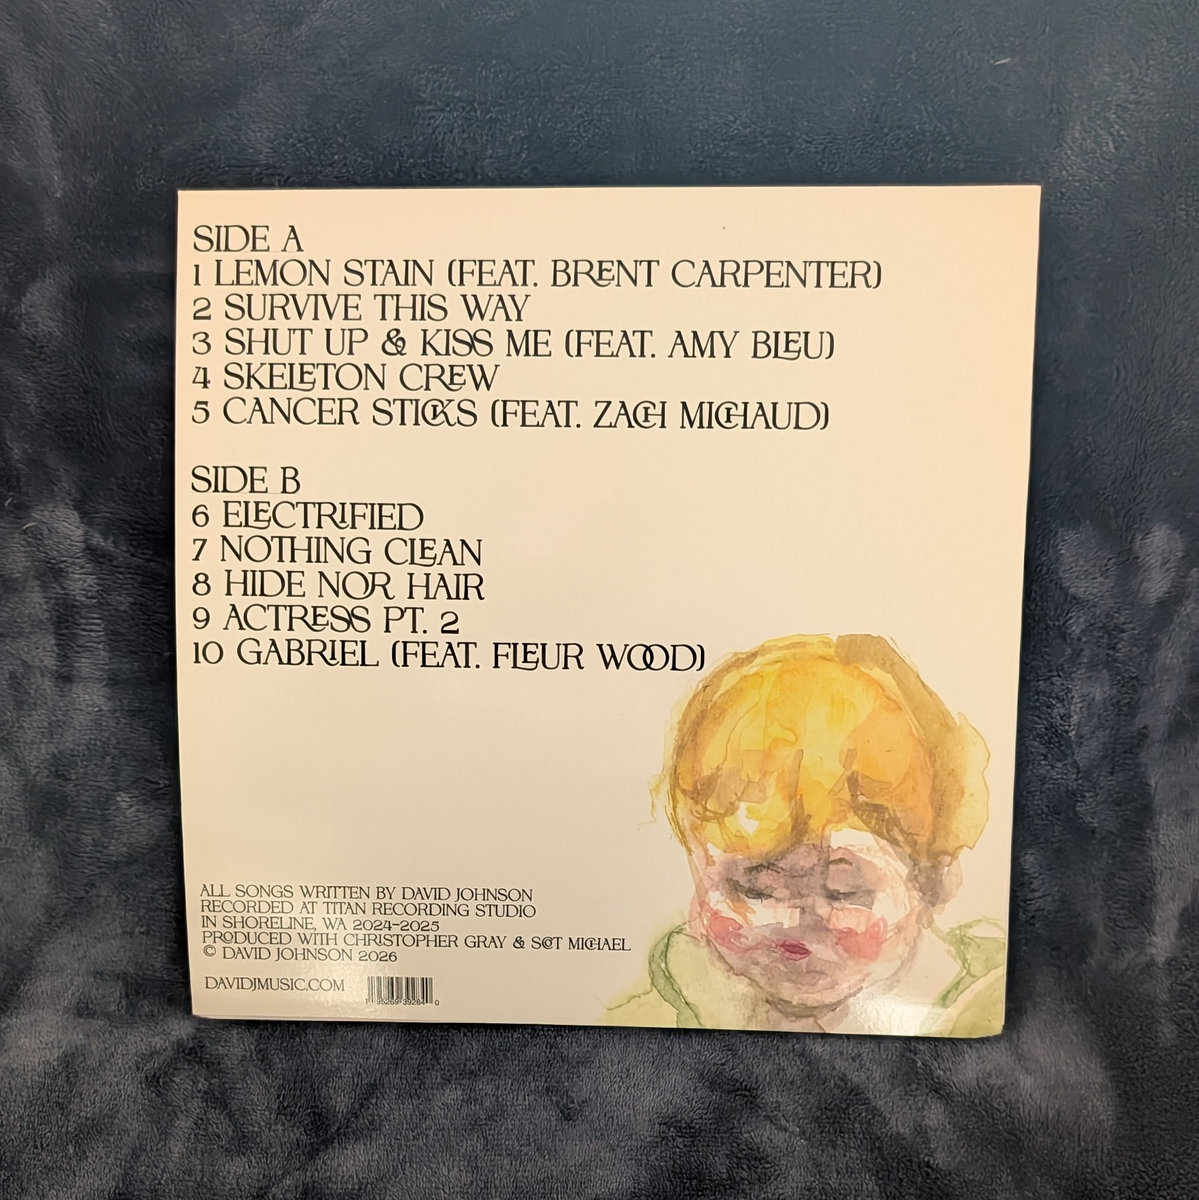 SIDE A
1 LEMON STAIN (FEAT. BRENT CARPENTER)
2 SURVIVE THIS WAY
3 SHUT UP & KISS ME (FEAT. AMY BLEU)
4 SKELETON CREW
5 CANCER STICKS (FEAT. ZACH MICHAUD)
SIDE B
6 ELECTRIFIED
7 NOTHING CLEAN
8 HIDE NOR HAIR
9 ACTRESS PT. 2
10 GABRIEL (FEAT. FLEUR WOOD)
ALL SONGS WRITTEN BY DAVID JOHNSON
RECORDED AT TITAN RECORDING STUDIO
IN SHORELINE, WA 2024-2025
PRODUCED WITH CHRISTOPHER GRAY & SCOT MICHAEL
© DAVID JOHNSON 2026
DAVIDJMUSIC.COM